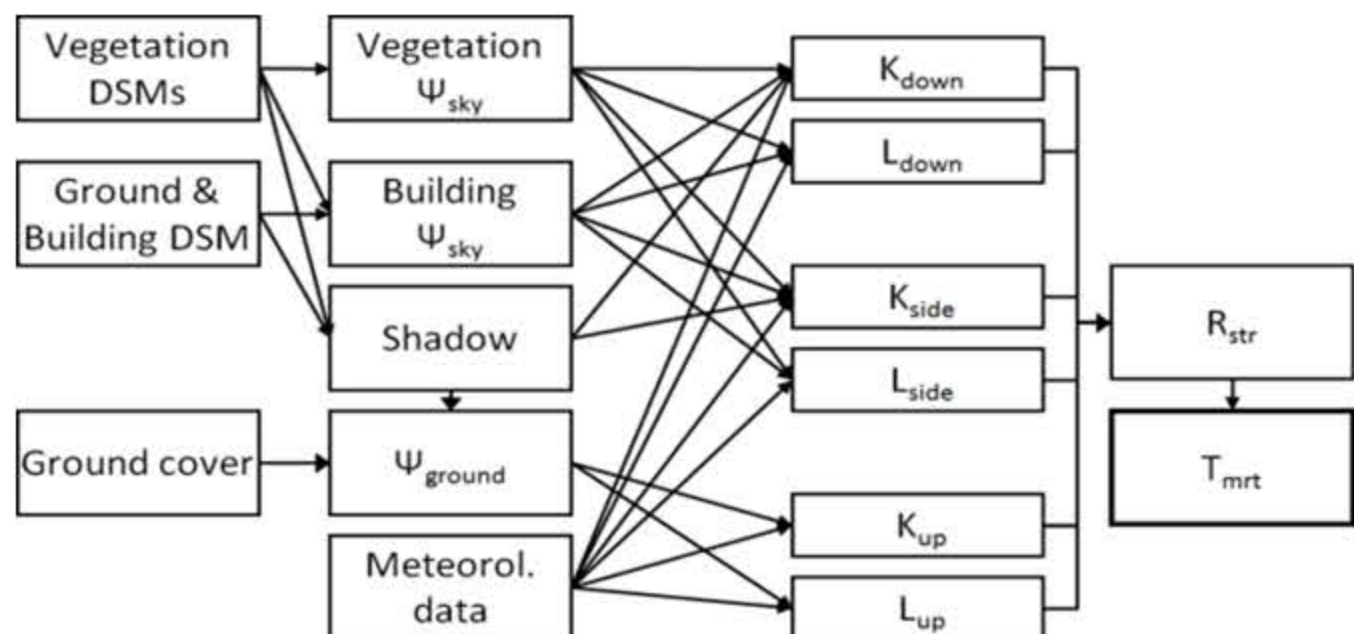 Vegetation
DSMs
Ground &
Building DSM
Ground cover
Vegetation
Ψsky
Building
Ψsky
Shadow
Ψground
Meteorol.
data
Kdown
Ldown
Kside
Lside
Kup
Lup
Rstr
Tmrt